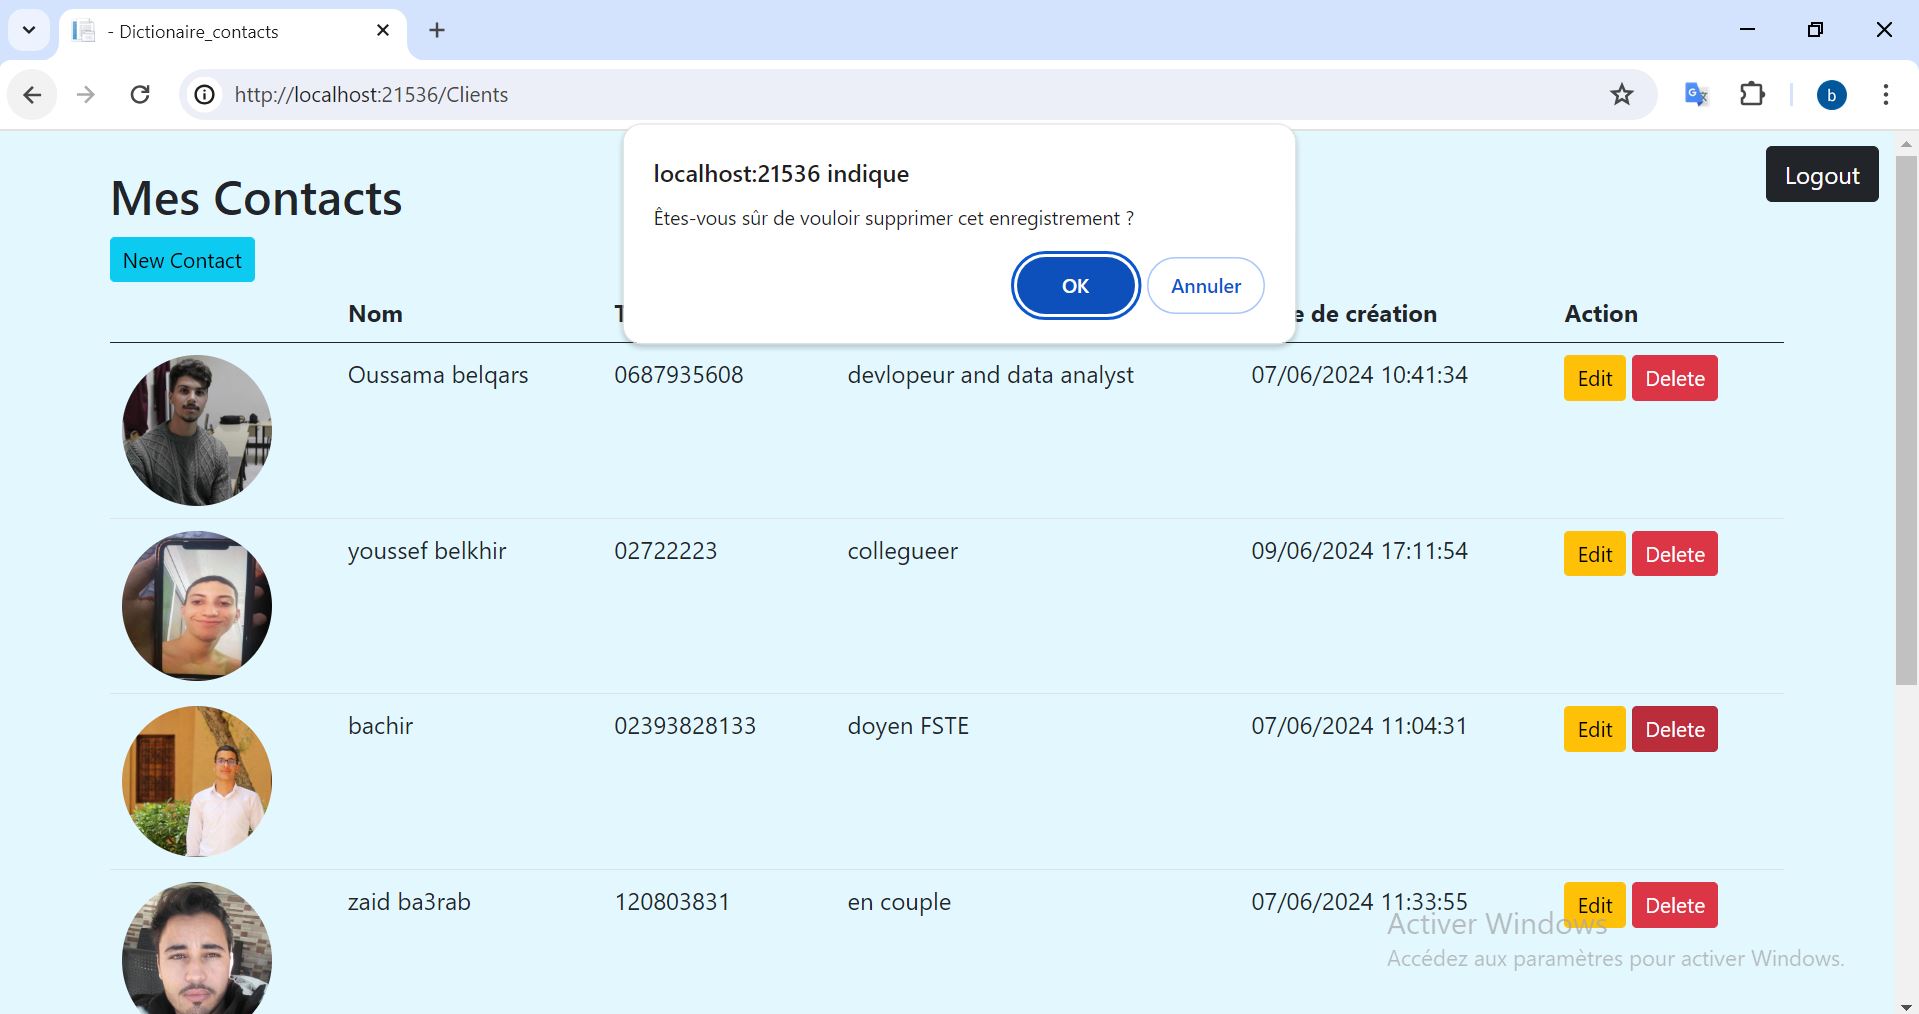 - Dictionaire_contacts
http://localhost:21536/Clients
b
localhost:21536 indique
Êtes-vous sûr de vouloir supprimer cet enregistrement ?
OK Annuler
Logout
Mes Contacts
New Contact
Nom de création Action
Oussama belqars 0687935608 devlopeur and data analyst 07/06/2024 10:41:34 Edit Delete
youssef belkhir 02722223 collegueer 09/06/2024 17:11:54 Edit Delete
bachir 02393828133 doyen FSTE 07/06/2024 11:04:31 Edit Delete
zaid ba3rab 120803831 en couple 07/06/2024 11:33:55 Edit Delete
Activer Windows
Accédez aux paramètres pour activer Windows.